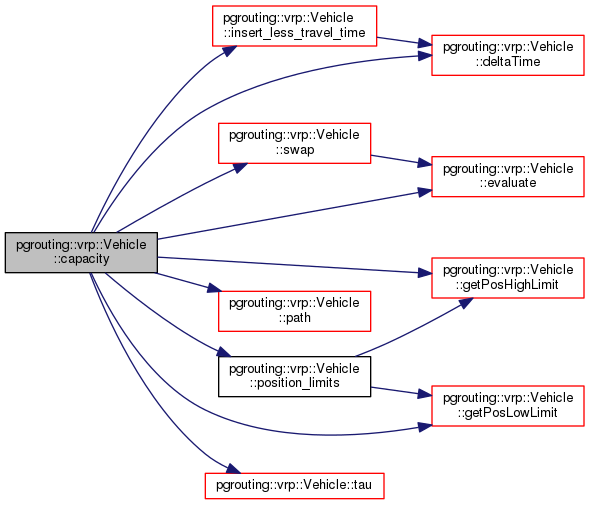 pgrouting::vrp::Vehicle
::insert_less_travel_time
pgrouting::vrp::Vehicle
::deltaTime
pgrouting::vrp::Vehicle
::swap
pgrouting::vrp::Vehicle
::evaluate
pgrouting::vrp::Vehicle
::capacity
pgrouting::vrp::Vehicle
::getPosHighLimit
pgrouting::vrp::Vehicle
::path
pgrouting::vrp::Vehicle
::position_limits
pgrouting::vrp::Vehicle
::getPosLowLimit
pgrouting::vrp::Vehicle::tau